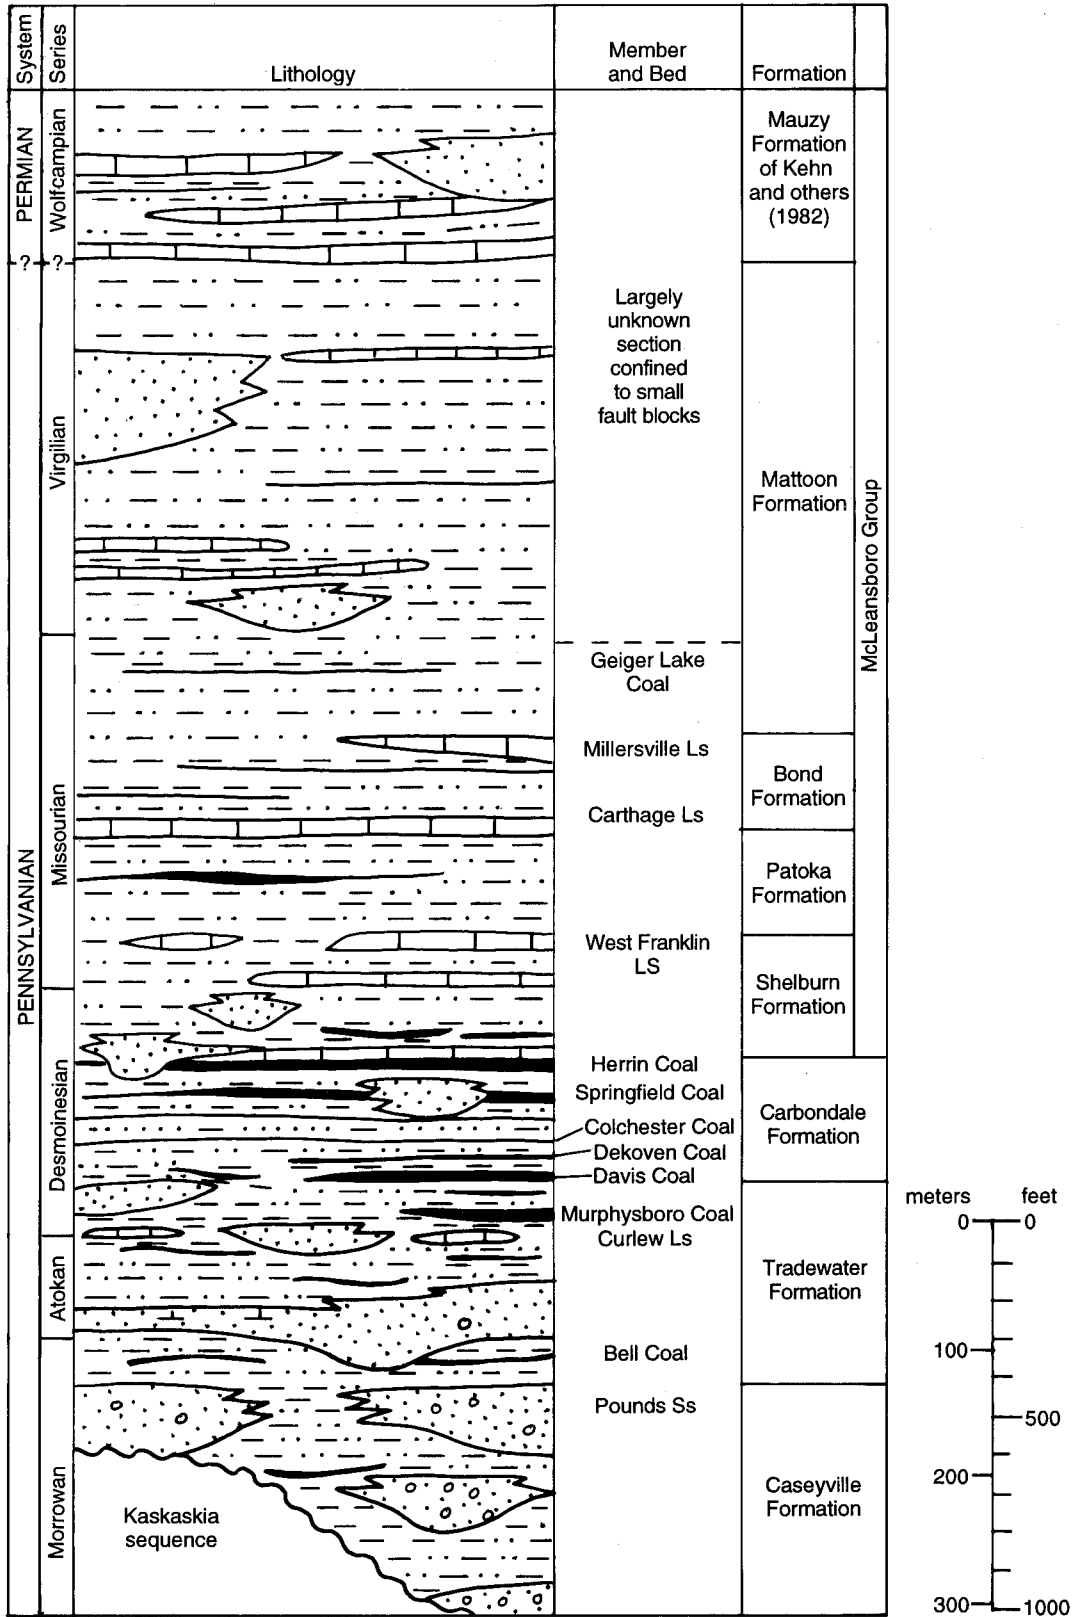 System
Series
Lithology
Member
and Bed
Formation
PERMIAN
Wolfcampian
Mauzy
Formation
of Kehn
and others
(1982)
?
?
Largely
unknown
section
confined
to small
fault blocks
PENNSYLVANIAN
Virgilian
Mattoon
Formation
McLeansboro Group
Geiger Lake
Coal
Missourian
Millersville Ls
Bond
Formation
Carthage Ls
Patoka
Formation
West Franklin
LS
Shelburn
Formation
Desmoinesian
Herrin Coal
Springfield Coal
Colchester Coal
Dekoven Coal
Davis Coal
Carbondale
Formation
Murphysboro Coal
Curlew Ls
Atokan
Tradewater
Formation
Bell Coal
Morrowan
Pounds Ss
Caseyville
Formation
Kaskaskia
sequence
meters feet
0 0
100
500
200
300 1000